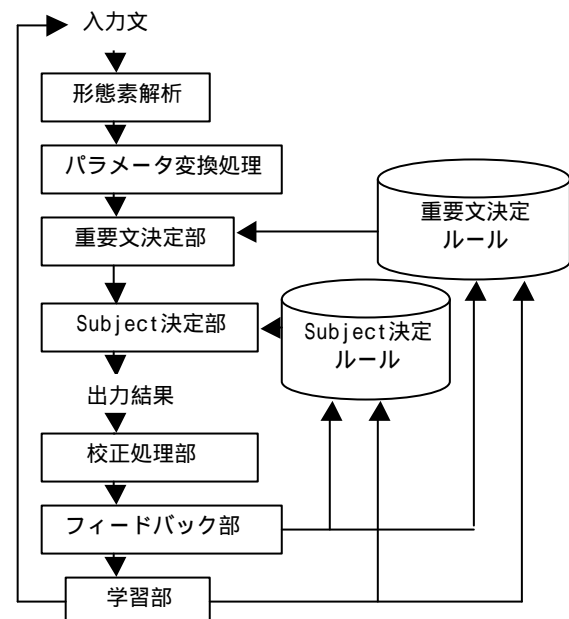 入力文
形態素解析
パラメータ変換処理
重要文決定部
重要文決定
ルール
Subject決定部
Subject決定
ルール
出力結果
校正処理部
フィードバック部
学習部